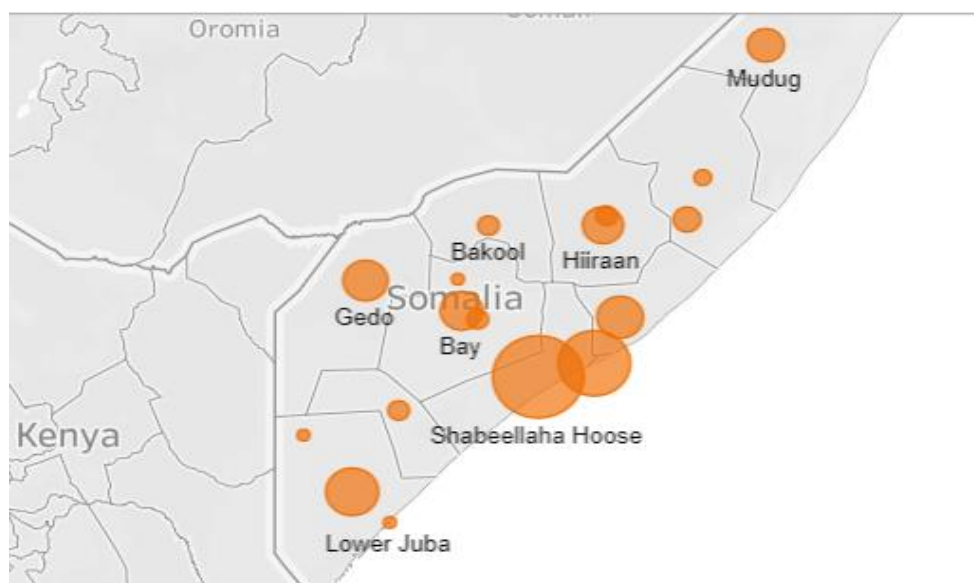 Oromia
Mudug
Bakool
Hiiraan
Somalia
Gedo
Bay
Kenya
Shabeellaha Hoose
Lower Juba